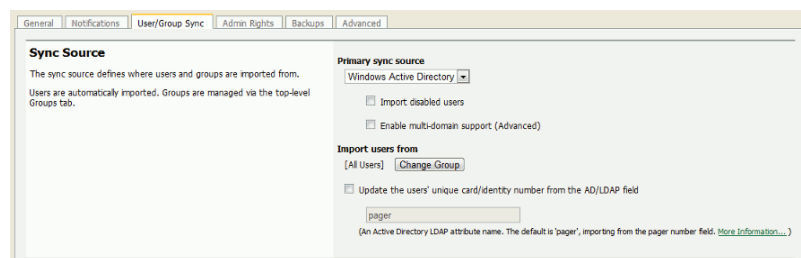 General Notifications User/Group Sync Admin Rights Backups Advanced
Sync Source
The sync source defines where users and groups are imported from.
Users are automatically imported. Groups are managed via the top-level
Groups tab.
Primary sync source
Windows Active Directory
Import disabled users
Enable multi-domain support (Advanced)
Import users from
[All Users] Change Group
Update the users' unique card/identity number from the AD/LDAP field
pager
(An Active Directory LDAP attribute name. The default is 'pager', importing from the pager number field. More Information... )